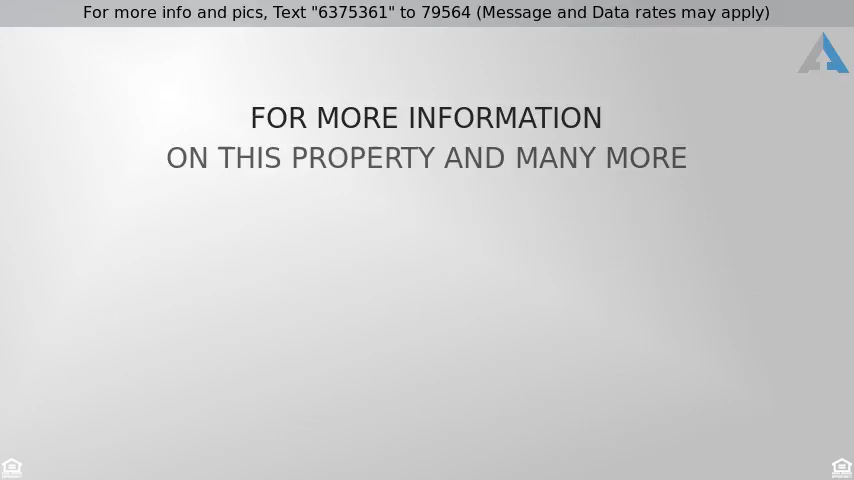 For more info and pics, Text "6375361" to 79564 (Message and Data rates may apply)
FOR MORE INFORMATION
ON THIS PROPERTY AND MANY MORE